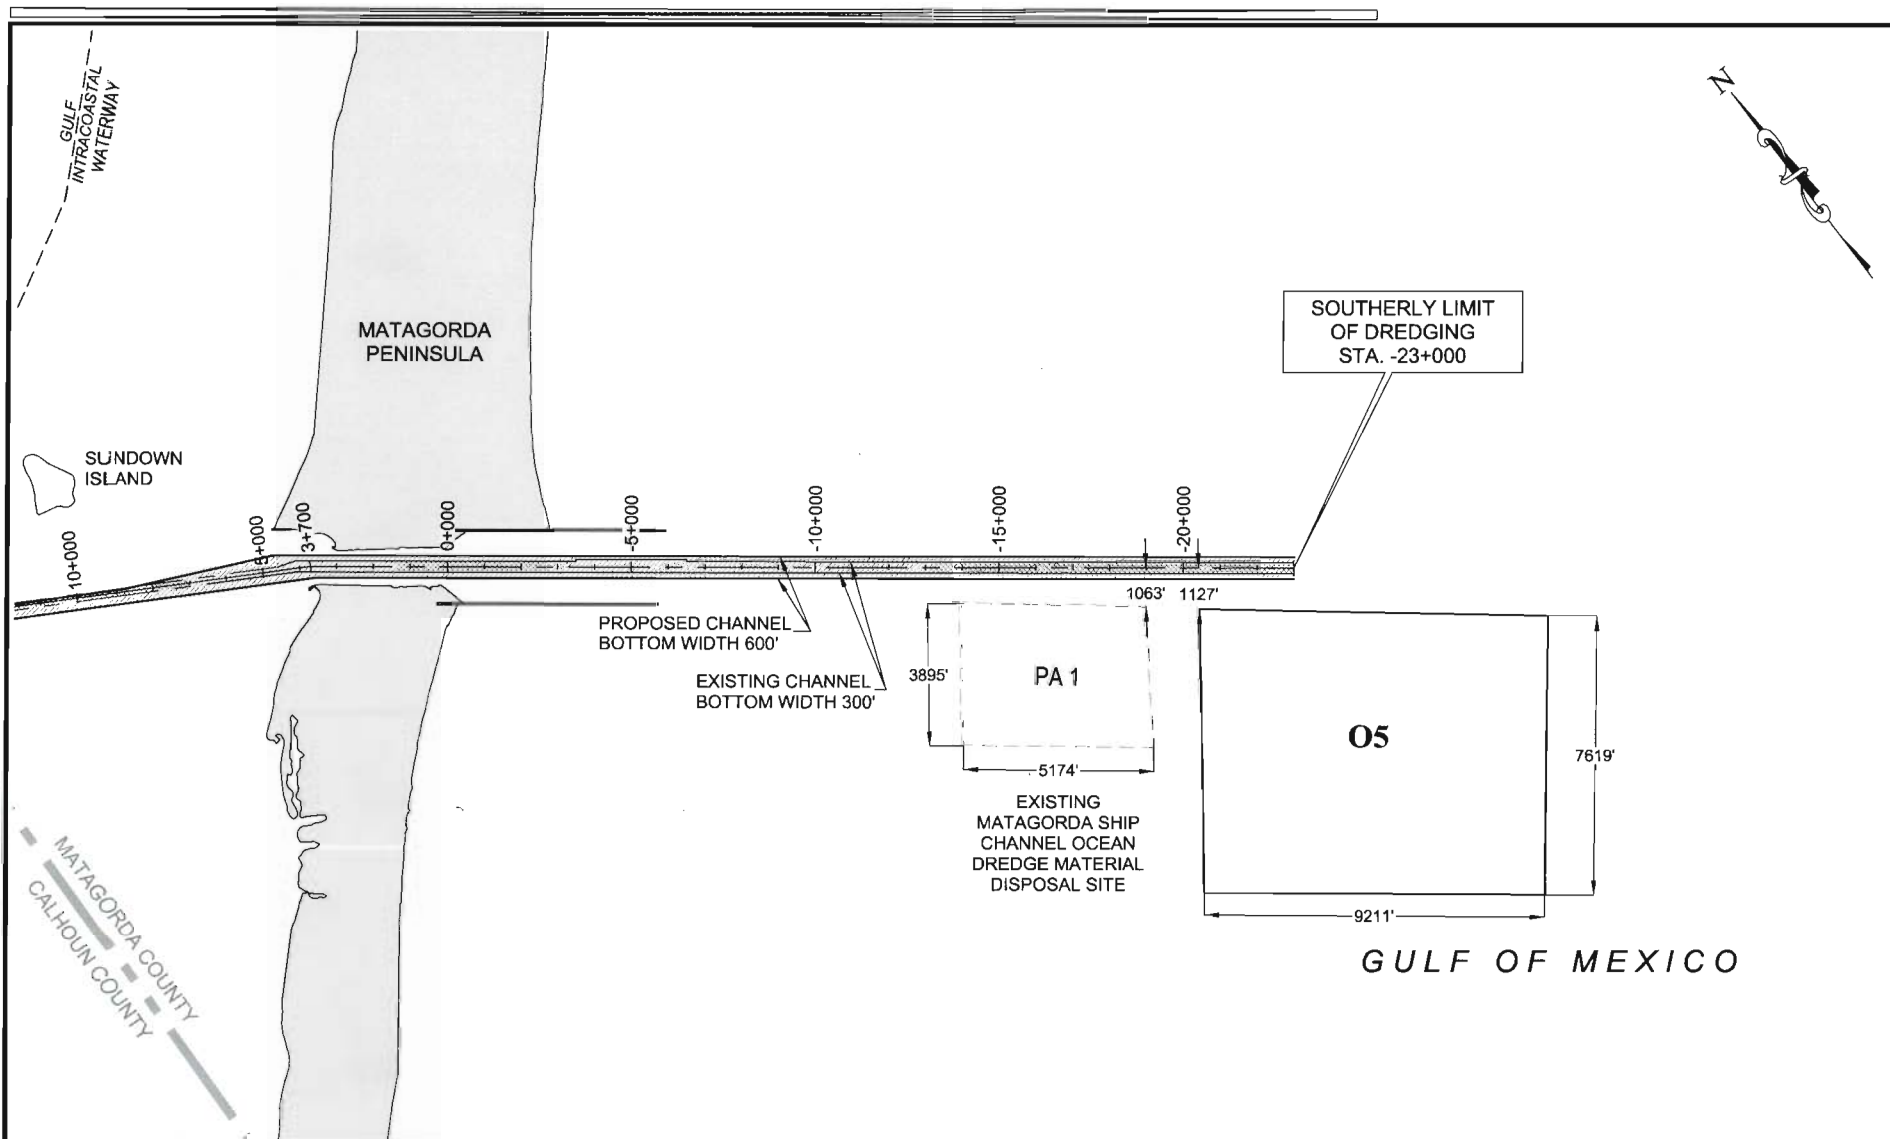 GULF
INTRACOASTAL
WATERWAY
N
MATAGORDA
PENINSULA
SOUTHERLY LIMIT
OF DREDGING
STA. -23+000
SUNDOWN
ISLAND
10+000
5+000
3+700
0+000
-5+000
-10+000
-15+000
-20+000
1063' 1127'
PROPOSED CHANNEL
BOTTOM WIDTH 600'
EXISTING CHANNEL
BOTTOM WIDTH 300'
3895'
PA 1
5174'
O5
7619'
9211'
EXISTING
MATAGORDA SHIP
CHANNEL OCEAN
DREDGE MATERIAL
DISPOSAL SITE
MATAGORDA COUNTY
CALHOUN COUNTY
GULF OF MEXICO